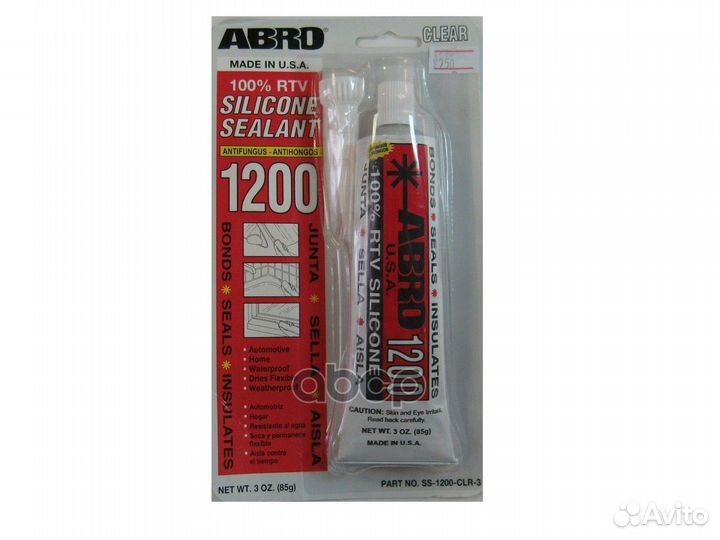 ABRO
MADE IN U.S.A.
100% RTV
SILICONE
SEALANT
ANTIFUNGUS - ANTIHONGOS
1200
BONDS * SEALS * INSULATES
JUNTA * SELLA * AISLA
• Automotive
• Home
• Waterproof
• Dries Flexible
• Weatherproof
• Automotriz
• Hogar
• Resistente al agua
• Seca y permanece
flexible
• Aisla contra
el tiempo
NET WT. 3 OZ. (85g)
CLEAR
250
100% RTV SILICONE
JUNTA * SELLA * AISLA
ABRO
U.S.A.
1200
BONDS * SEALS * INSULATES
CAUTION: Skin and Eye Irritant.
Read back carefully.
NET WT. 3 OZ. (85g)
MADE IN U.S.A.
PART NO. SS-1200-CLR-3
Avito